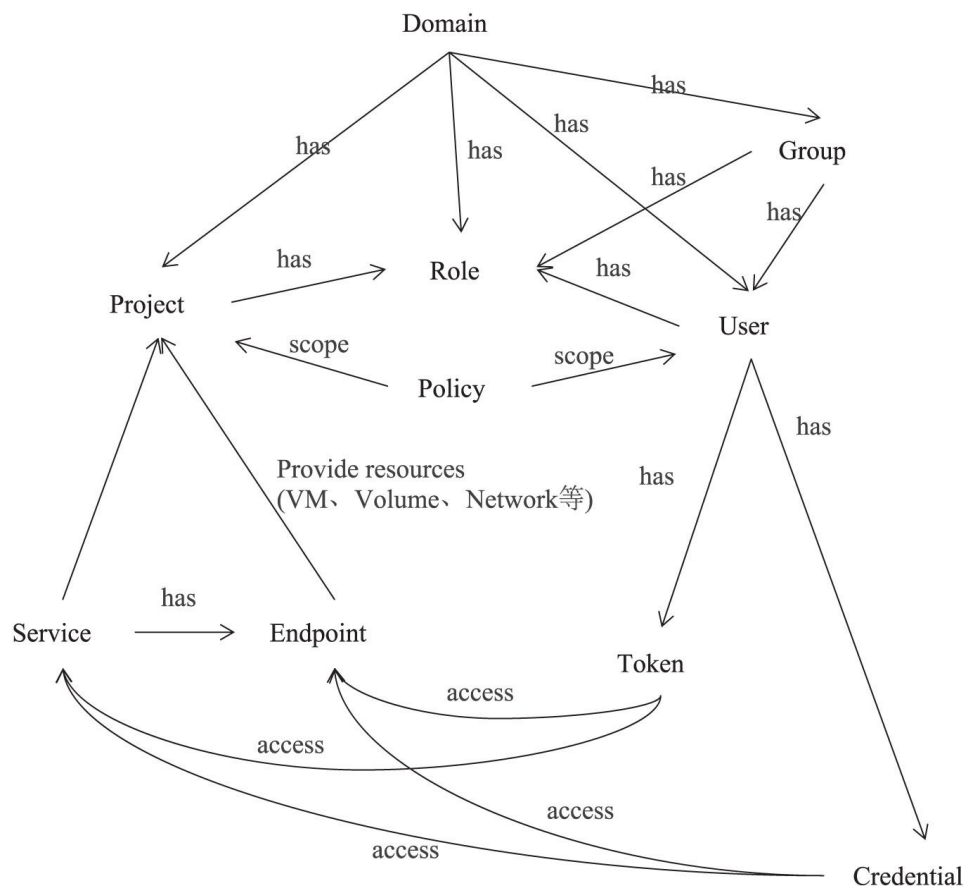 Domain
has
Group
has
has
has
has
has
has
has
Role
has
Project
User
scope
scope
Policy
has
Provide resources
(VM、Volume、Network等)
has
has
Service
Endpoint
Token
access
access
access
access
Credential